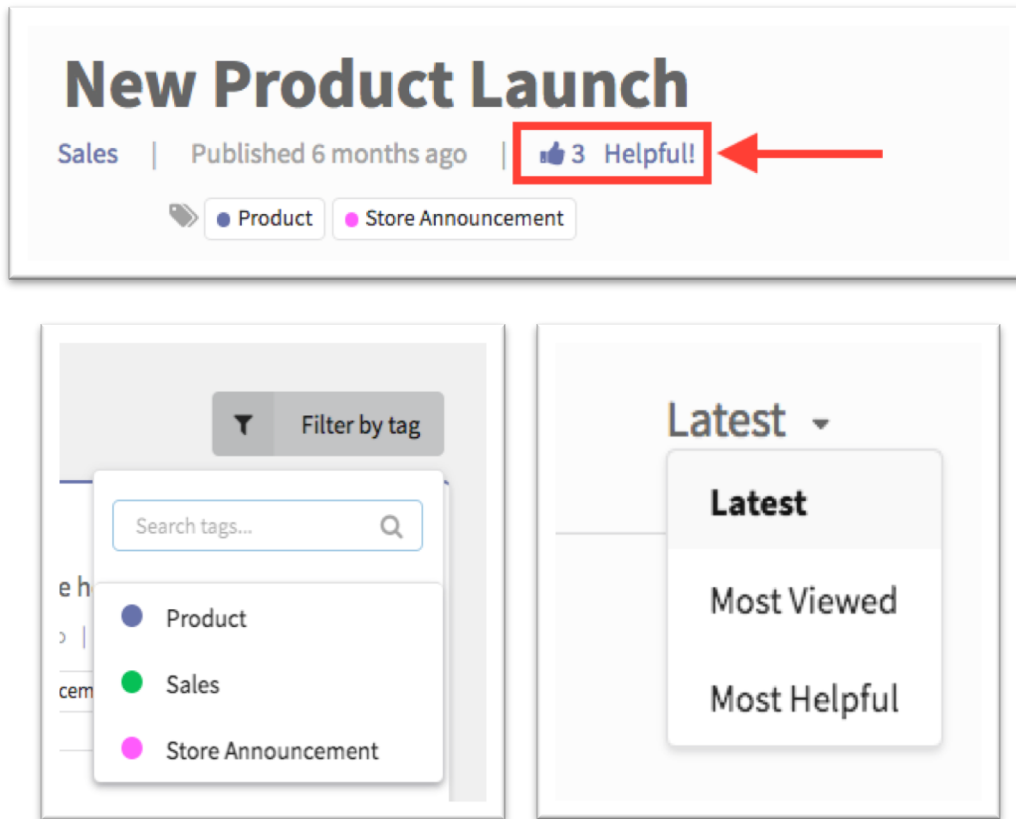 New Product Launch
Sales | Published 6 months ago | 3 Helpful!
Product Store Announcement
Filter by tag
Search tags...
e h
Product
Sales
cem
Store Announcement
Latest
Latest
Most Viewed
Most Helpful